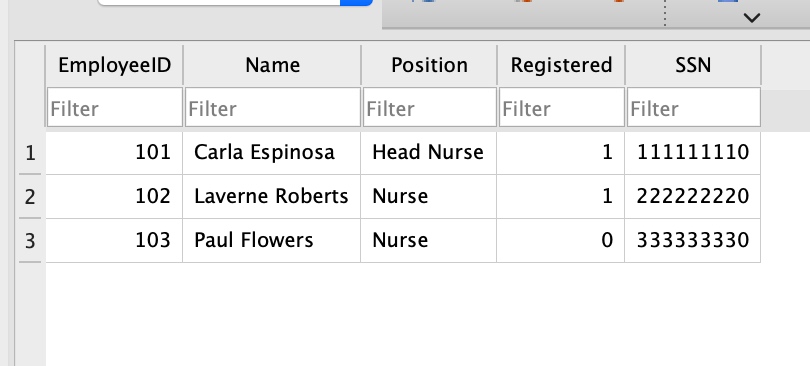 EmployeeID Name Position Registered SSN
Filter Filter Filter Filter Filter
1 101 Carla Espinosa Head Nurse 1 111111110
2 102 Laverne Roberts Nurse 1 222222220
3 103 Paul Flowers Nurse 0 333333330